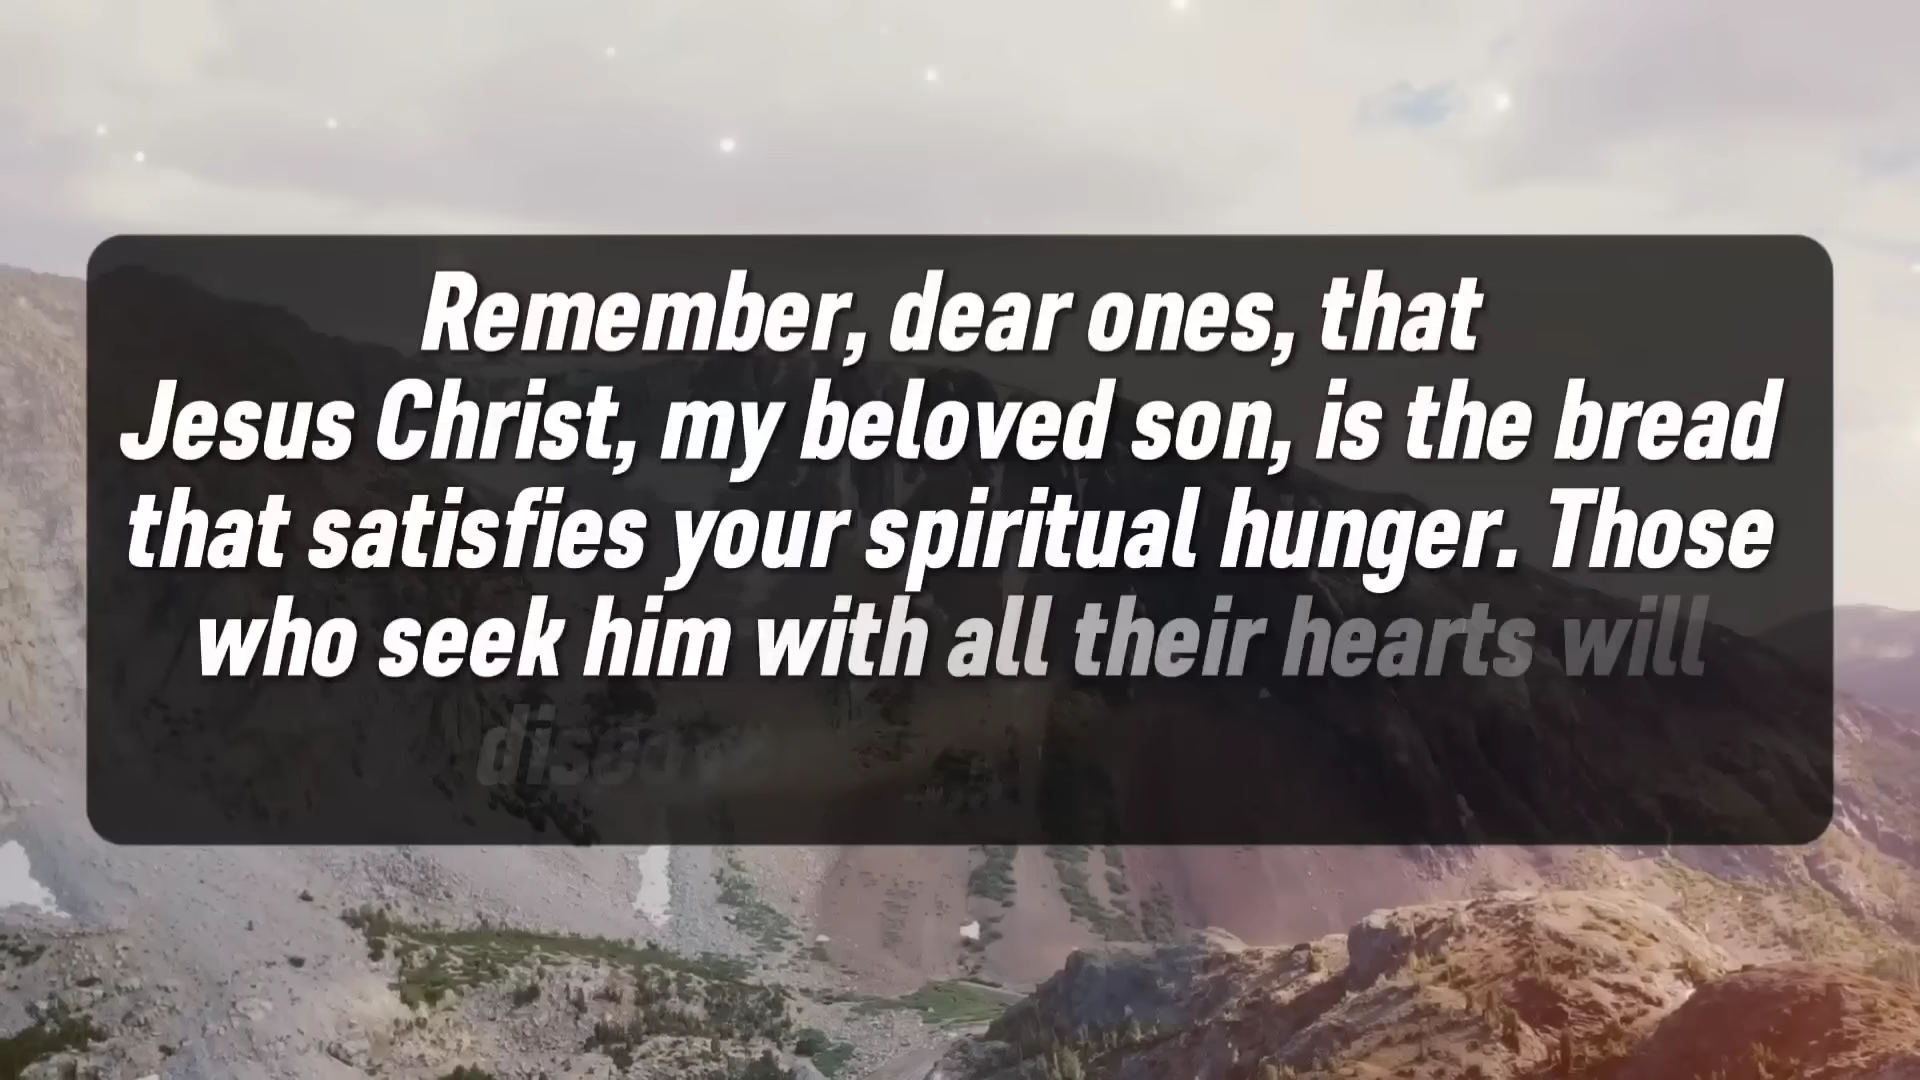 Remember, dear ones, that
Jesus Christ, my beloved son, is the bread
that satisfies your spiritual hunger. Those
who seek him with all their hearts will